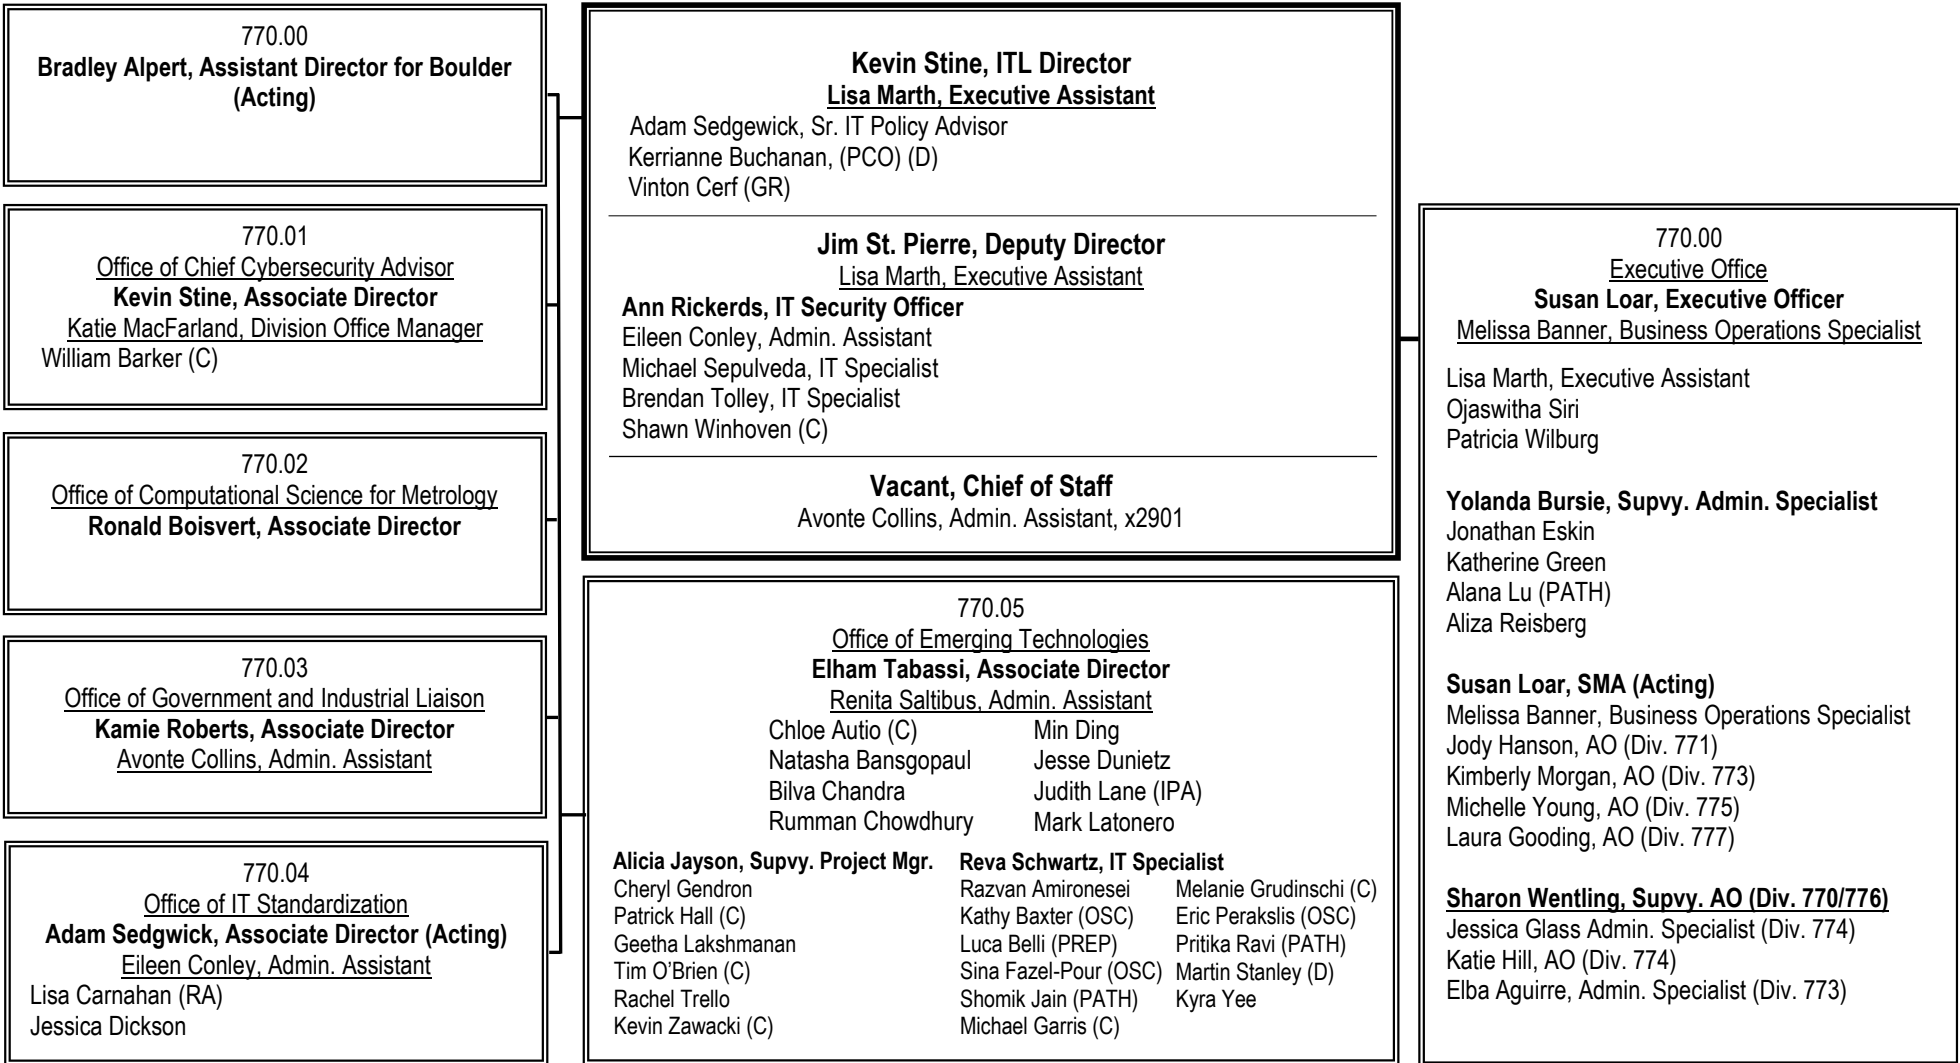 770.00
Bradley Alpert, Assistant Director for Boulder
(Acting)
770.01
Office of Chief Cybersecurity Advisor
Kevin Stine, Associate Director
Katie MacFarland, Division Office Manager
William Barker (C)
770.02
Office of Computational Science for Metrology
Ronald Boisvert, Associate Director
770.03
Office of Government and Industrial Liaison
Kamie Roberts, Associate Director
Avonte Collins, Admin. Assistant
770.04
Office of IT Standardization
Adam Sedgwick, Associate Director (Acting)
Eileen Conley, Admin. Assistant
Lisa Carnahan (RA)
Jessica Dickson
Kevin Stine, ITL Director
Lisa Marth, Executive Assistant
Adam Sedgewick, Sr. IT Policy Advisor
Kerrianne Buchanan, (PCO) (D)
Vinton Cerf (GR)
Jim St. Pierre, Deputy Director
Lisa Marth, Executive Assistant
Ann Rickerds, IT Security Officer
Eileen Conley, Admin. Assistant
Michael Sepulveda, IT Specialist
Brendan Tolley, IT Specialist
Shawn Winhoven (C)
Vacant, Chief of Staff
Avonte Collins, Admin. Assistant, x2901
770.05
Office of Emerging Technologies
Elham Tabassi, Associate Director
Renita Saltibus, Admin. Assistant
Chloe Autio (C)
Natasha Bansgopaul
Bilva Chandra
Rumman Chowdhury
Min Ding
Jesse Dunietz
Judith Lane (IPA)
Mark Latonero
Alicia Jayson, Supvy. Project Mgr.
Cheryl Gendron
Patrick Hall (C)
Geetha Lakshmanan
Tim O'Brien (C)
Rachel Trello
Kevin Zawacki (C)
Reva Schwartz, IT Specialist
Razvan Amironesei
Kathy Baxter (OSC)
Luca Belli (PREP)
Sina Fazel-Pour (OSC)
Shomik Jain (PATH)
Michael Garris (C)
Melanie Grudinschi (C)
Eric Perakslis (OSC)
Pritika Ravi (PATH)
Martin Stanley (D)
Kyra Yee
770.00
Executive Office
Susan Loar, Executive Officer
Melissa Banner, Business Operations Specialist
Lisa Marth, Executive Assistant
Ojaswitha Siri
Patricia Wilburg
Yolanda Bursie, Supvy. Admin. Specialist
Jonathan Eskin
Katherine Green
Alana Lu (PATH)
Aliza Reisberg
Susan Loar, SMA (Acting)
Melissa Banner, Business Operations Specialist
Jody Hanson, AO (Div. 771)
Kimberly Morgan, AO (Div. 773)
Michelle Young, AO (Div. 775)
Laura Gooding, AO (Div. 777)
Sharon Wentling, Supvy. AO (Div. 770/776)
Jessica Glass Admin. Specialist (Div. 774)
Katie Hill, AO (Div. 774)
Elba Aguirre, Admin. Specialist (Div. 773)